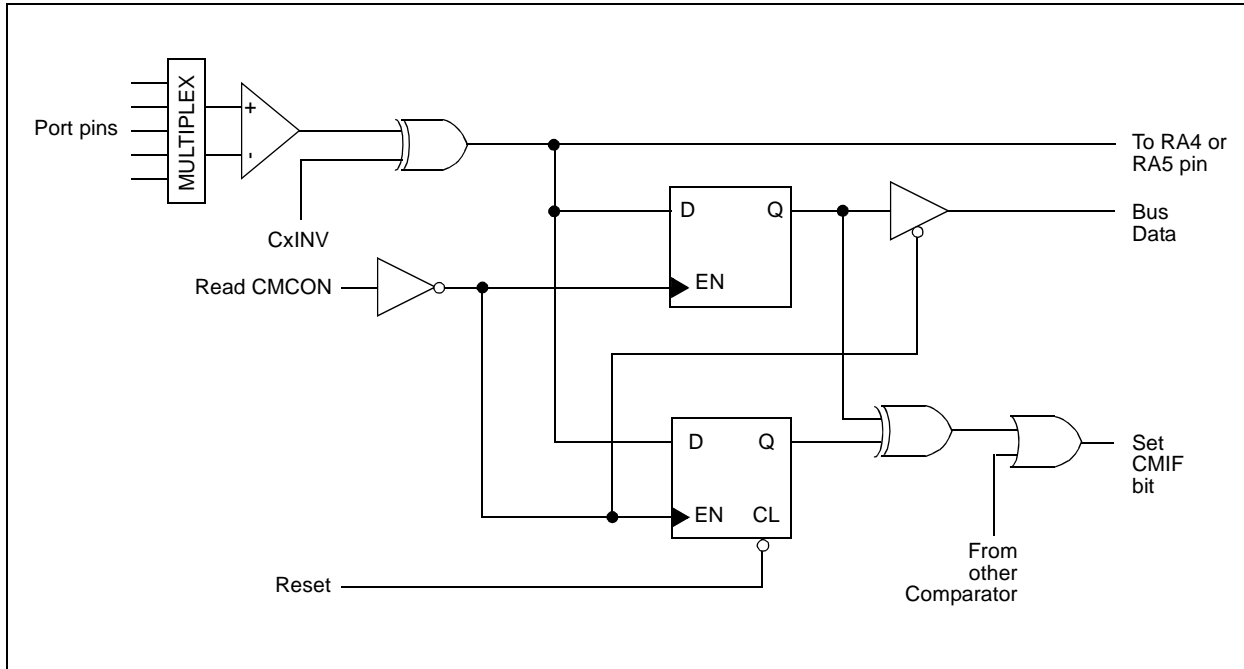 MULTIPLEX
+
-
Port pins
CxINV
To RA4 or
RA5 pin
D
Q
EN
Bus
Data
Read CMCON
D
Q
EN
CL
Set
CMIF
bit
From
other
Comparator
Reset